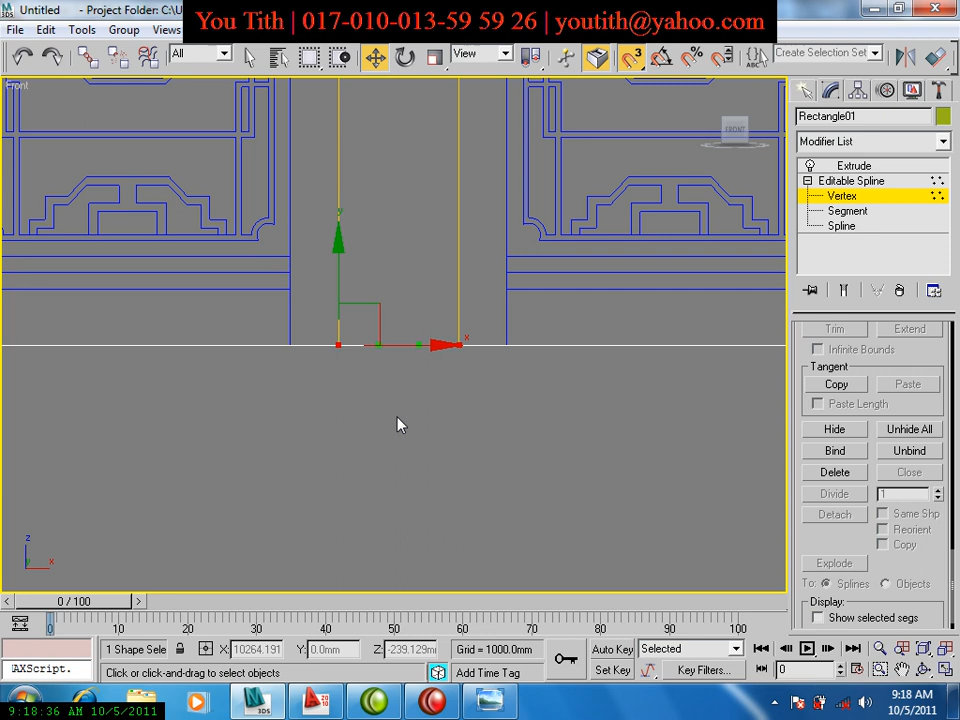 Untitled - Project Folder: C:\U
You Tith | 017-010-013-59 59 26 | youtith@yahoo.com
File Edit Tools Group Views
All
View
3
Create Selection Set
Front
FRONT
Rectangle01
Modifier List
Extrude
Editable Spline
Vertex
Segment
Spline
y
x
Trim Extend
Infinite Bounds
Tangent
Copy Paste
Paste Length
Hide Unhide All
Bind Unbind
Delete Close
Divide 1
Detach Same Shp
Reorient
Copy
Explode
To: Splines Objects
Display:
Show selected segs
z
x
0 / 100
0 10 20 30 40 50 60 70 80 90 100
1 Shape Sele X: 10264.191 Y: 0.0mm Z: -239.129mm Grid = 1000.0mm Auto Key Selected
AXScript. Click or click-and-drag to select objects Add Time Tag Set Key Key Filters... 0
9:18:36 AM 10/5/2011
9:18 AM
10/5/2011